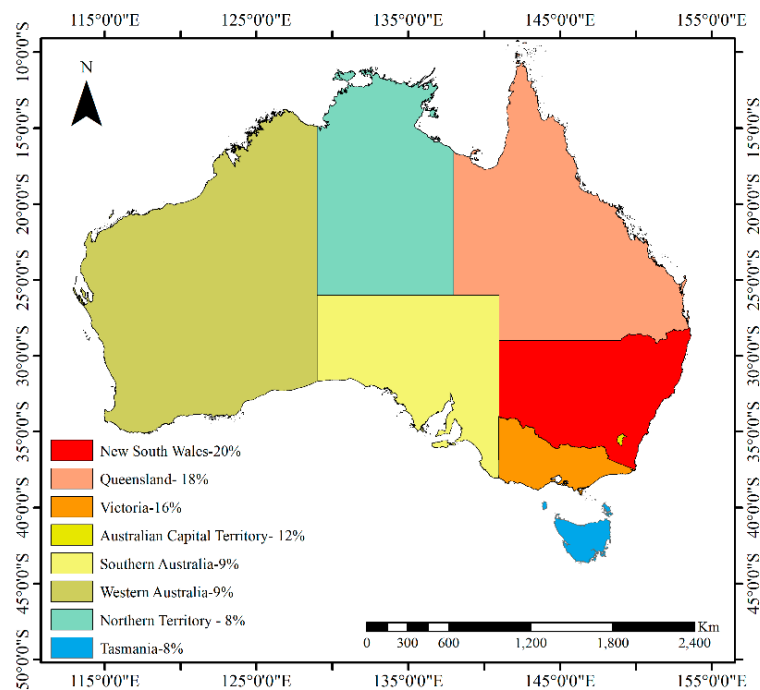 115°0'0"E 125°0'0"E 135°0'0"E 145°0'0"E 155°0'0"E
N
10°0'0"S 10°0'0"S
15°0'0"S 15°0'0"S
20°0'0"S 20°0'0"S
25°0'0"S 25°0'0"S
30°0'0"S 30°0'0"S
35°0'0"S 35°0'0"S
40°0'0"S 40°0'0"S
45°0'0"S 45°0'0"S
50°0'0"S 50°0'0"S
New South Wales-20%
Queensland- 18%
Victoria-16%
Australian Capital Territory- 12%
Southern Australia-9%
Western Australia-9%
Northern Territory - 8%
Tasmania-8%
Km
0 300 600 1,200 1,800 2,400
115°0'0"E 125°0'0"E 135°0'0"E 145°0'0"E 155°0'0"E